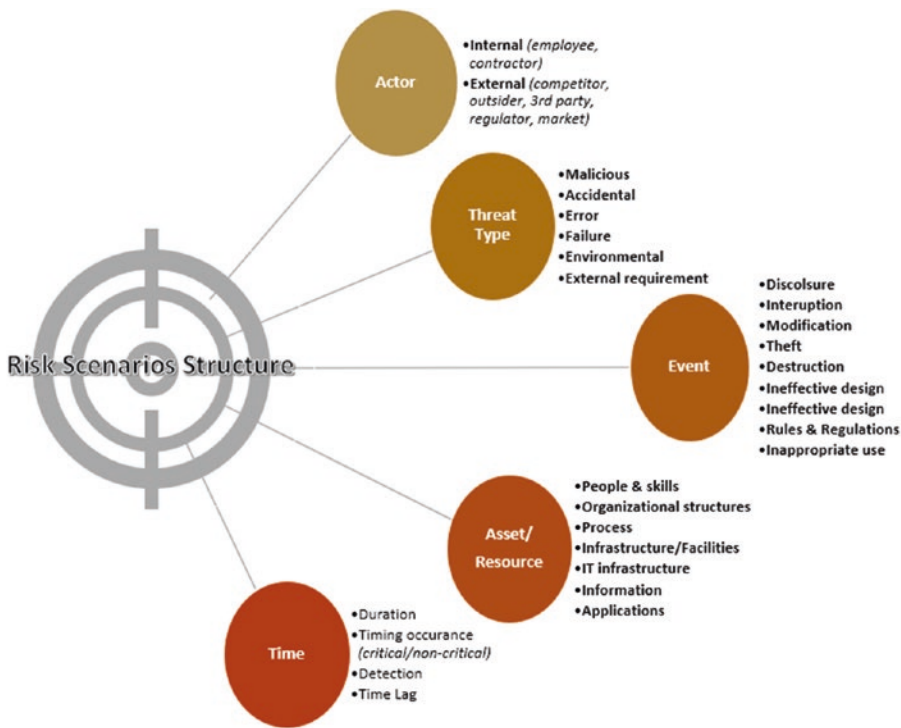 Risk Scenarios Structure
Actor
•Internal (employee,
contractor)
•External (competitor,
outsider, 3rd party,
regulator, market)
Threat
Type
•Malicious
•Accidental
•Error
•Failure
•Environmental
•External requirement
Event
•Discolsure
•Interuption
•Modification
•Theft
•Destruction
•Ineffective design
•Ineffective design
•Rules & Regulations
•Inappropriate use
Asset/
Resource
•People & skills
•Organizational structures
•Process
•Infrastructure/Facilities
•IT infrastructure
•Information
•Applications
Time
•Duration
•Timing occurance
(critical/non-critical)
•Detection
•Time Lag